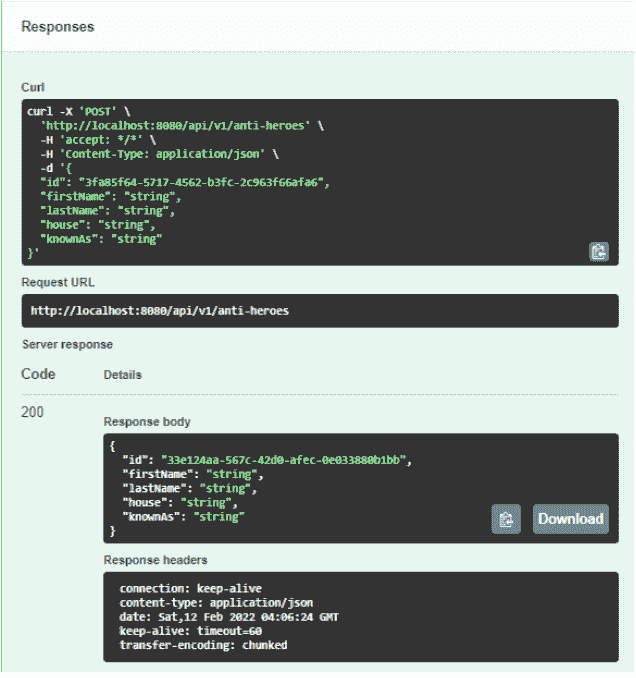 Responses
Curl
curl -X 'POST' \
'http://localhost:8080/api/v1/anti-heroes' \
-H 'accept: */*' \
-H 'Content-Type: application/json' \
-d '{
"id": "3fa85f64-5717-4562-b3fc-2c963f66afa6",
"firstName": "string",
"lastName": "string",
"house": "string",
"knownAs": "string"
}'
Request URL
http://localhost:8080/api/v1/anti-heroes
Server response
Code Details
200
Response body
{
"id": "33e124aa-567c-42d0-afec-0e033880b1bb",
"firstName": "string",
"lastName": "string",
"house": "string",
"knownAs": "string"
}
Download
Response headers
connection: keep-alive
content-type: application/json
date: Sat,12 Feb 2022 04:06:24 GMT
keep-alive: timeout=60
transfer-encoding: chunked